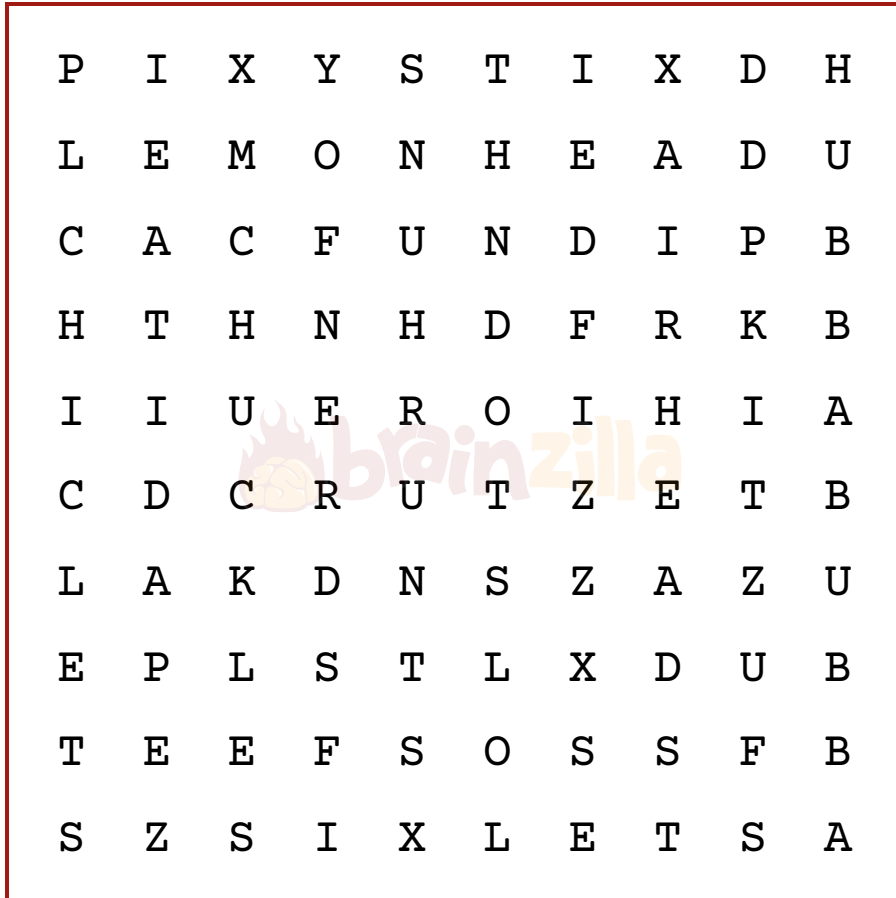 P I X Y S T I X D H
L E M O N H E A D U
C A C F U N D I P B
H T H N H D F R K B
I I U E R O I H I A
C D C R U T Z E T B
L A K D N S Z A Z U
E P L S T L X D U B
T E E F S O S S F B
S Z S I X L E T S A
brainzilla